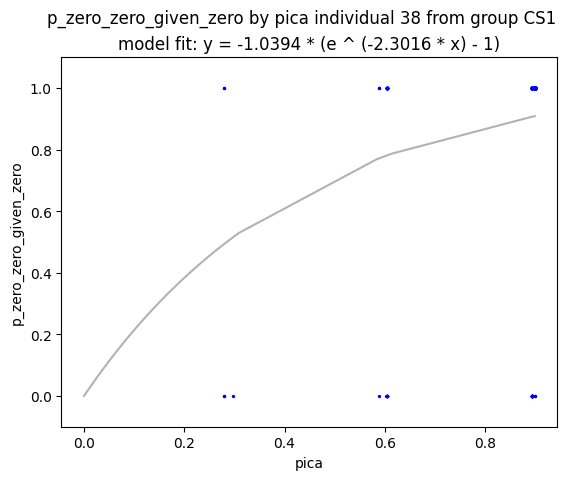 p_zero_zero_given_zero by pica individual 38 from group CS1
model fit: y = -1.0394 * (e ^ (-2.3016 * x) - 1)
1.0
0.8
0.6
0.4
0.2
0.0
p_zero_zero_given_zero
0.0 0.2 0.4 0.6 0.8
pica